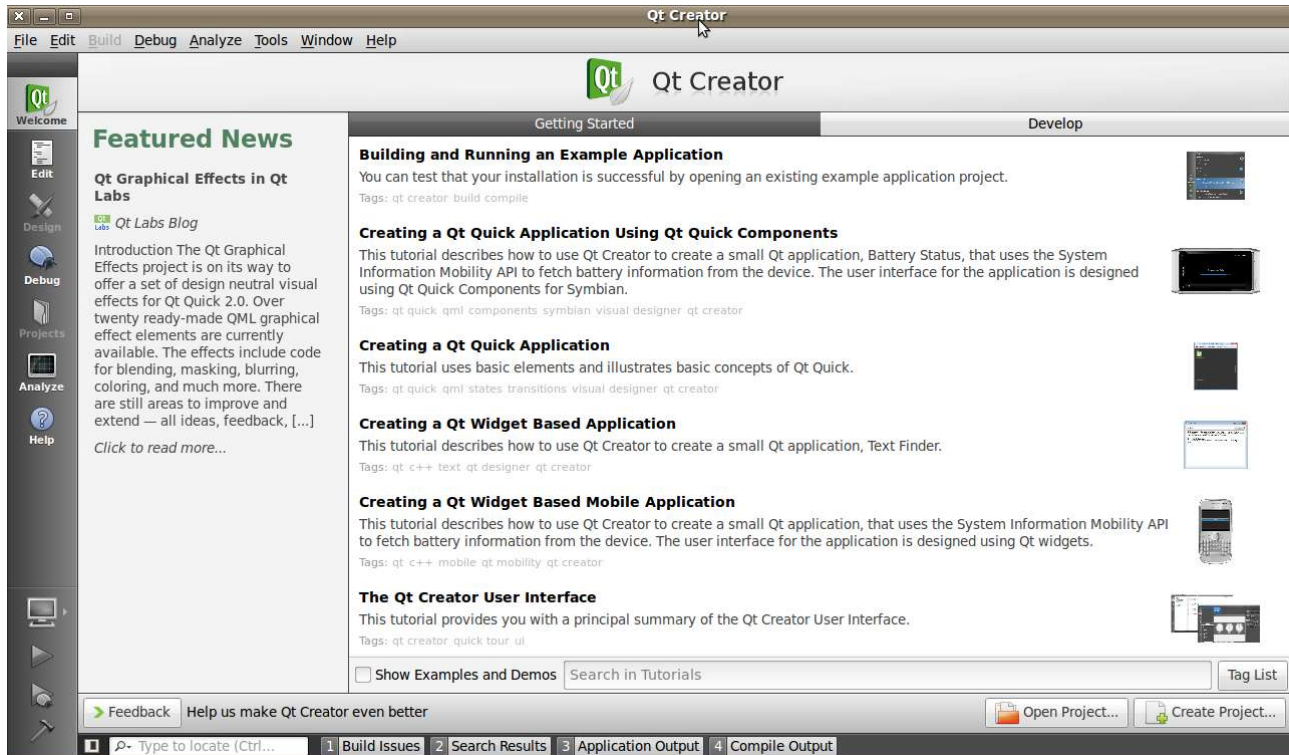 Qt Creator
File Edit Build Debug Analyze Tools Window Help
Qt Qt Creator
Qt
Welcome
Edit
Design
Debug
Projects
Analyze
Help
Featured News
Qt Graphical Effects in Qt
Labs
Qt Labs Qt Labs Blog
Introduction The Qt Graphical
Effects project is on its way to
offer a set of design neutral visual
effects for Qt Quick 2.0. Over
twenty ready-made QML graphical
effect elements are currently
available. The effects include code
for blending, masking, blurring,
coloring, and much more. There
are still areas to improve and
extend — all ideas, feedback, [...]
Click to read more...
Getting Started Develop
Building and Running an Example Application
You can test that your installation is successful by opening an existing example application project.
Tags: qt creator build compile
Creating a Qt Quick Application Using Qt Quick Components
This tutorial describes how to use Qt Creator to create a small Qt application, Battery Status, that uses the System
Information Mobility API to fetch battery information from the device. The user interface for the application is designed
using Qt Quick Components for Symbian.
Tags: qt quick qml components symbian visual designer qt creator
Creating a Qt Quick Application
This tutorial uses basic elements and illustrates basic concepts of Qt Quick.
Tags: qt quick qml states transitions visual designer qt creator
Creating a Qt Widget Based Application
This tutorial describes how to use Qt Creator to create a small Qt application, Text Finder.
Tags: qt c++ text qt designer qt creator
Creating a Qt Widget Based Mobile Application
This tutorial describes how to use Qt Creator to create a small Qt application, that uses the System Information Mobility API
to fetch battery information from the device. The user interface for the application is designed using Qt widgets.
Tags: qt c++ mobile qt mobility qt creator
The Qt Creator User Interface
This tutorial provides you with a principal summary of the Qt Creator User Interface.
Tags: qt creator quick tour ui
Show Examples and Demos Search in Tutorials Tag List
Feedback Help us make Qt Creator even better Open Project... Create Project...
Type to locate (Ctrl... 1 Build Issues 2 Search Results 3 Application Output 4 Compile Output